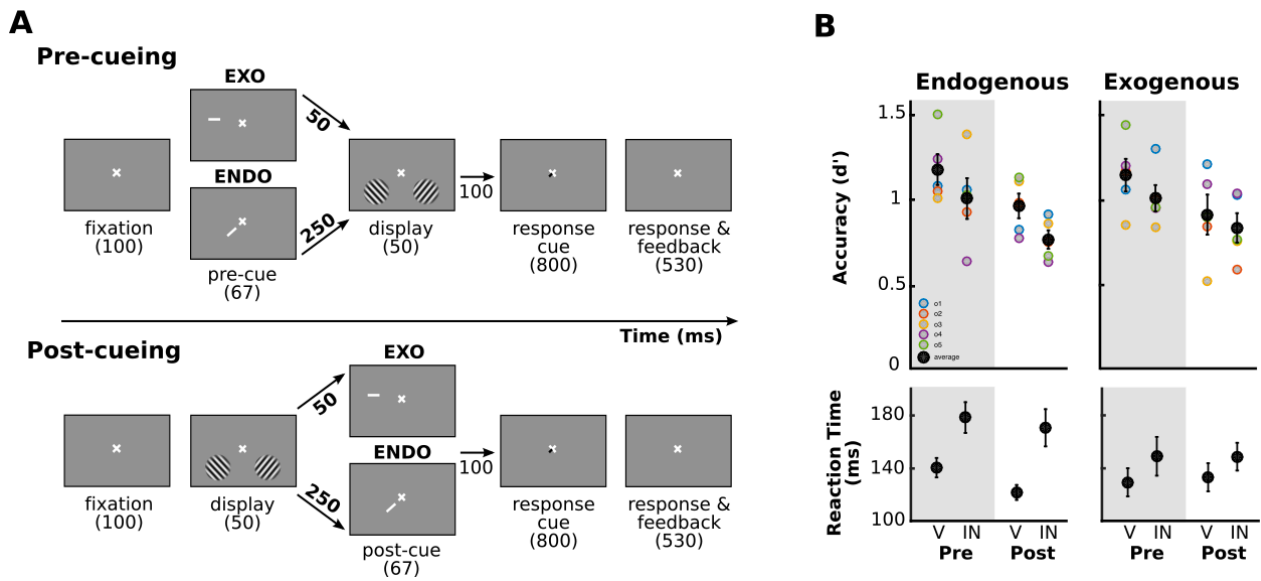 A
Pre-cueing
EXO
50
ENDO
250
100
fixation
(100)
pre-cue
(67)
display
(50)
response
cue
(800)
response &
feedback
(530)
Time (ms)
Post-cueing
EXO
50
ENDO
250
100
fixation
(100)
display
(50)
post-cue
(67)
response
cue
(800)
response &
feedback
(530)
B
Endogenous
Exogenous
Accuracy (d')
1.5
1
0.5
0
o1
o2
o3
o4
o5
average
Reaction Time
(ms)
180
140
100
V IN V IN
Pre Post
V IN V IN
Pre Post